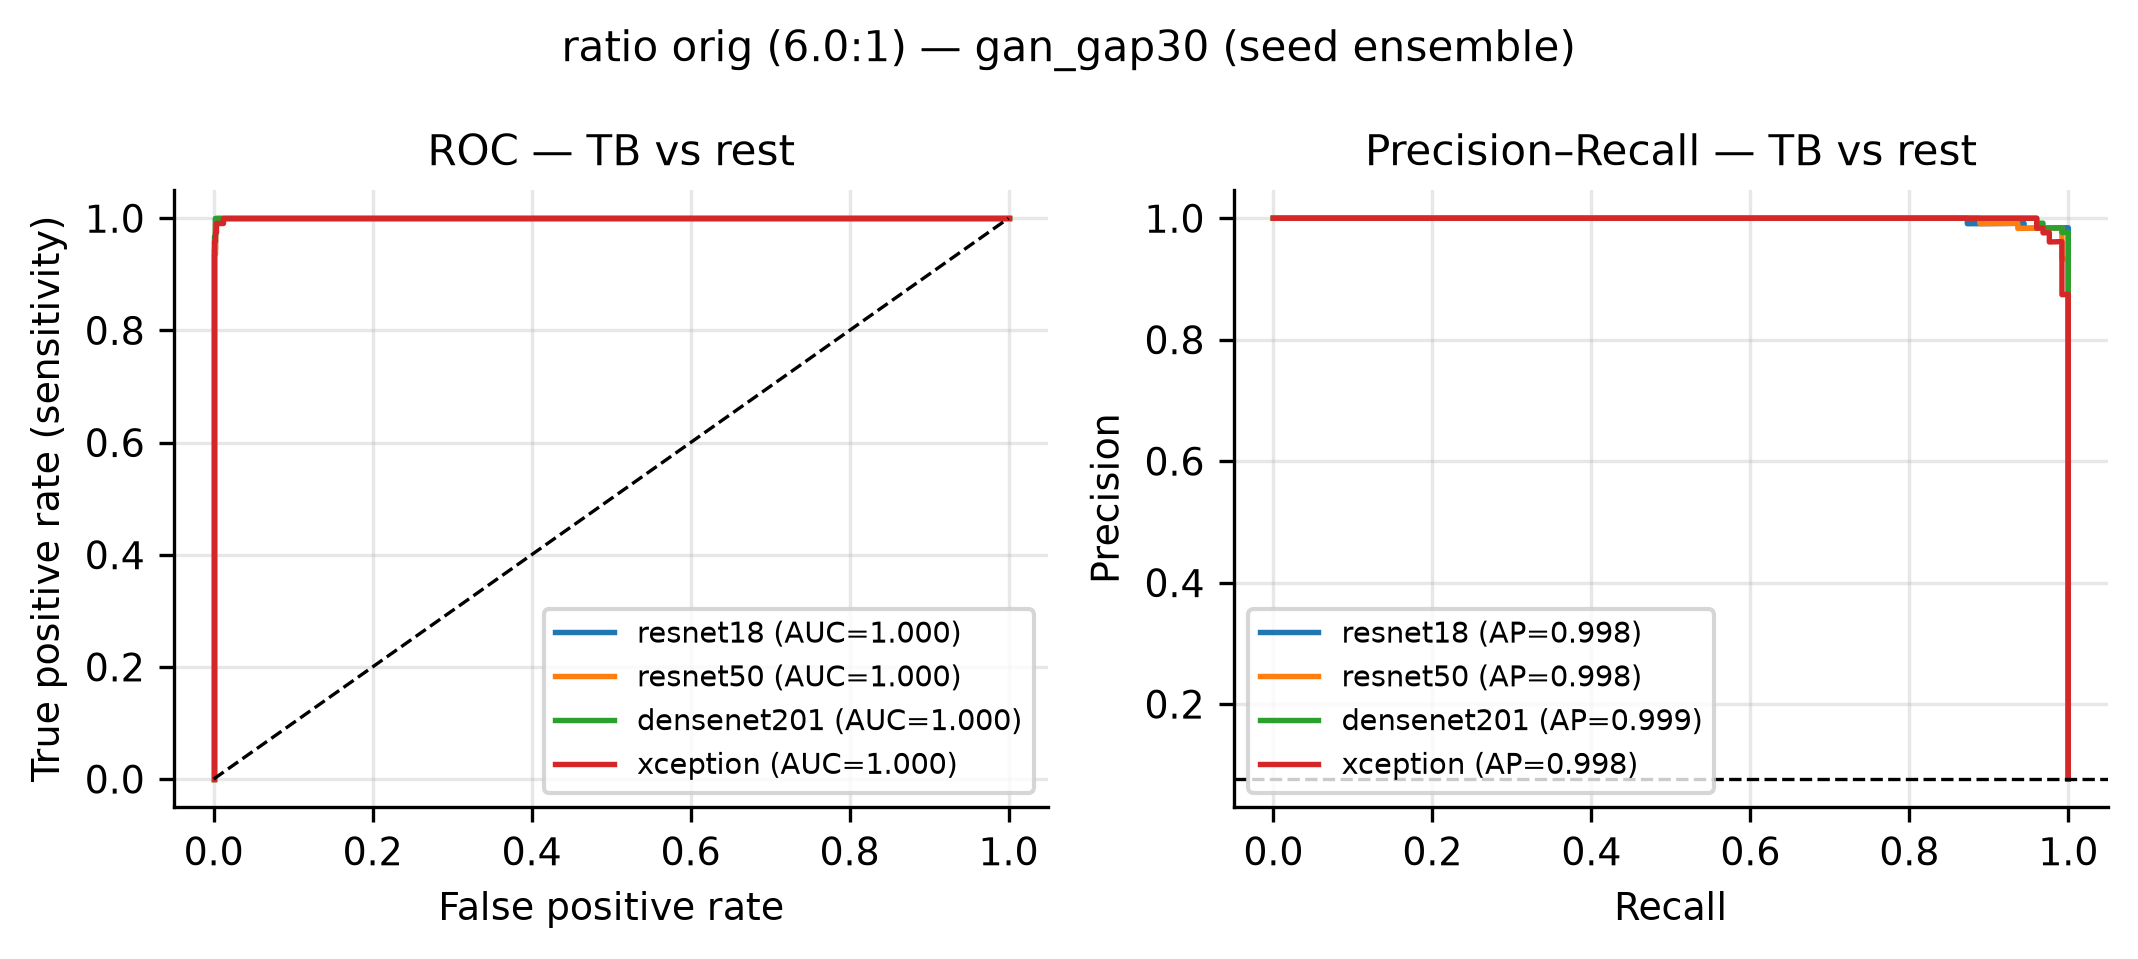 ratio orig (6.0:1) — gan_gap30 (seed ensemble)
ROC — TB vs rest
True positive rate (sensitivity)
1.0
0.8
0.6
0.4
0.2
0.0
resnet18 (AUC=1.000)
resnet50 (AUC=1.000)
densenet201 (AUC=1.000)
xception (AUC=1.000)
0.0 0.2 0.4 0.6 0.8 1.0
False positive rate
Precision–Recall — TB vs rest
Precision
1.0
0.8
0.6
0.4
0.2
resnet18 (AP=0.998)
resnet50 (AP=0.998)
densenet201 (AP=0.999)
xception (AP=0.998)
0.0 0.2 0.4 0.6 0.8 1.0
Recall